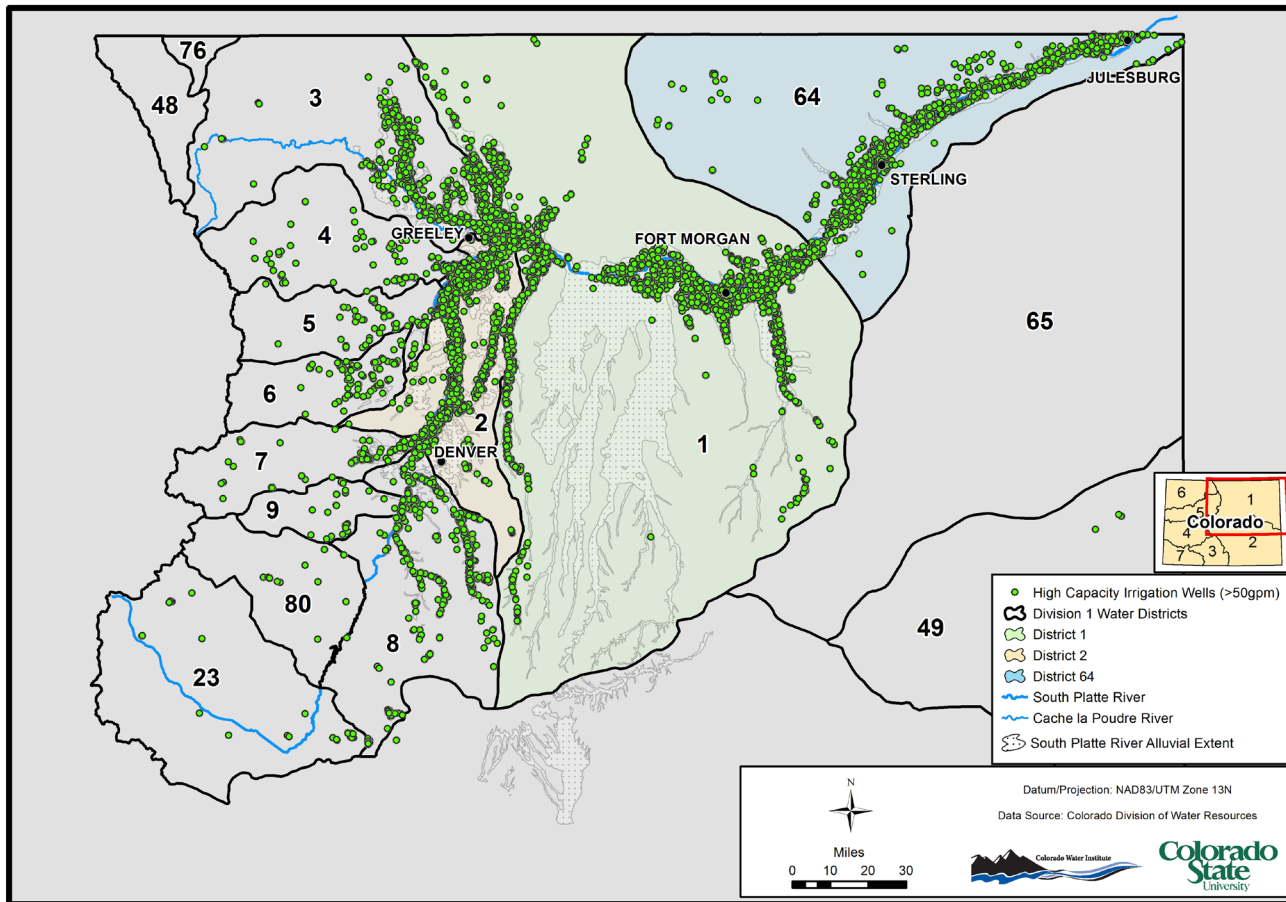 76
48
3
64
JULESBURG
STERLING
4
GREELEY
FORT MORGAN
5
65
6
2
1
7
DENVER
9
80
8
23
49
6
1
5
Colorado
4
2
7
3
High Capacity Irrigation Wells (>50gpm)
Division 1 Water Districts
District 1
District 2
District 64
South Platte River
Cache la Poudre River
South Platte River Alluvial Extent
N
Datum/Projection: NAD83/UTM Zone 13N
Data Source: Colorado Division of Water Resources
Miles
0 10 20 30
Colorado Water Institute
Colorado
State
University